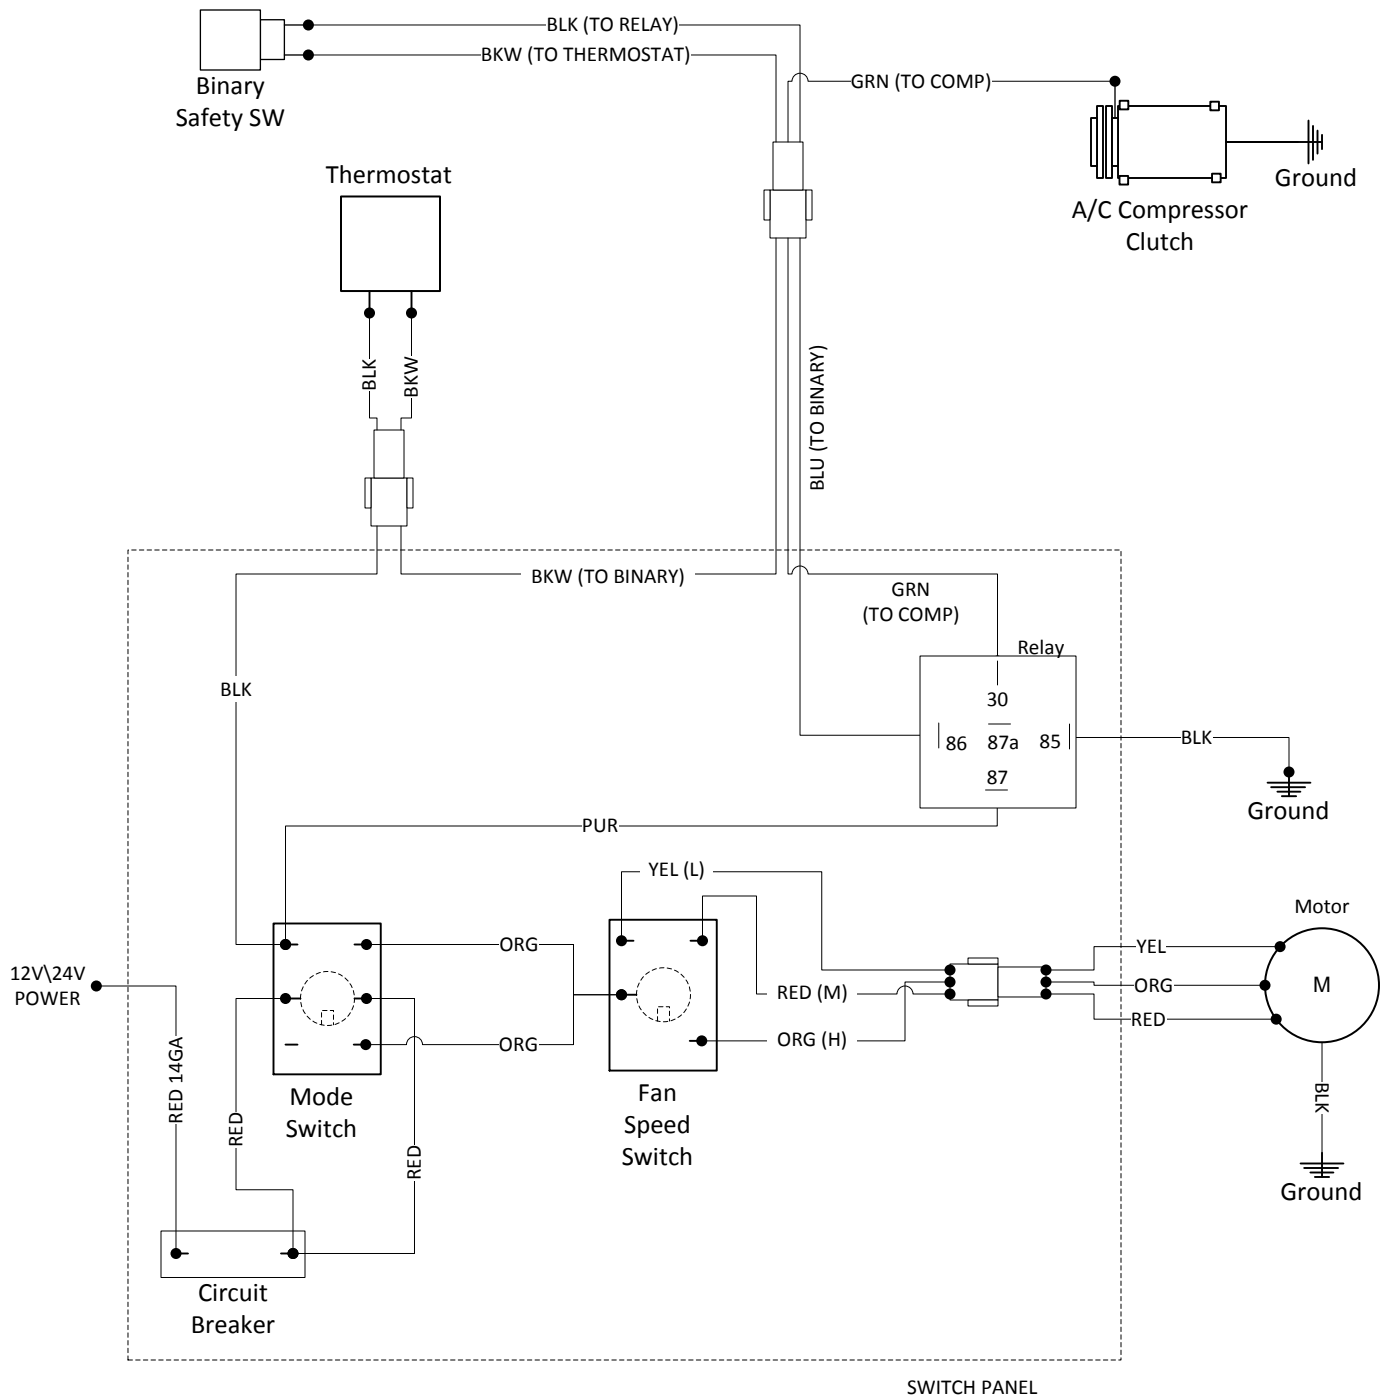 BLK (TO RELAY)
BKW (TO THERMOSTAT)
Binary
Safety SW
GRN (TO COMP)
Ground
A/C Compressor
Clutch
Thermostat
BLK
BKW
BLU (TO BINARY)
BKW (TO BINARY)
GRN
(TO COMP)
Relay
30
86
87a
85
87
BLK
Ground
BLK
PUR
YEL (L)
ORG
RED (M)
ORG
ORG (H)
Motor
YEL
M
ORG
RED
BLK
Ground
12V\24V
POWER
RED 14GA
RED
RED
Mode
Switch
Fan
Speed
Switch
Circuit
Breaker
SWITCH PANEL